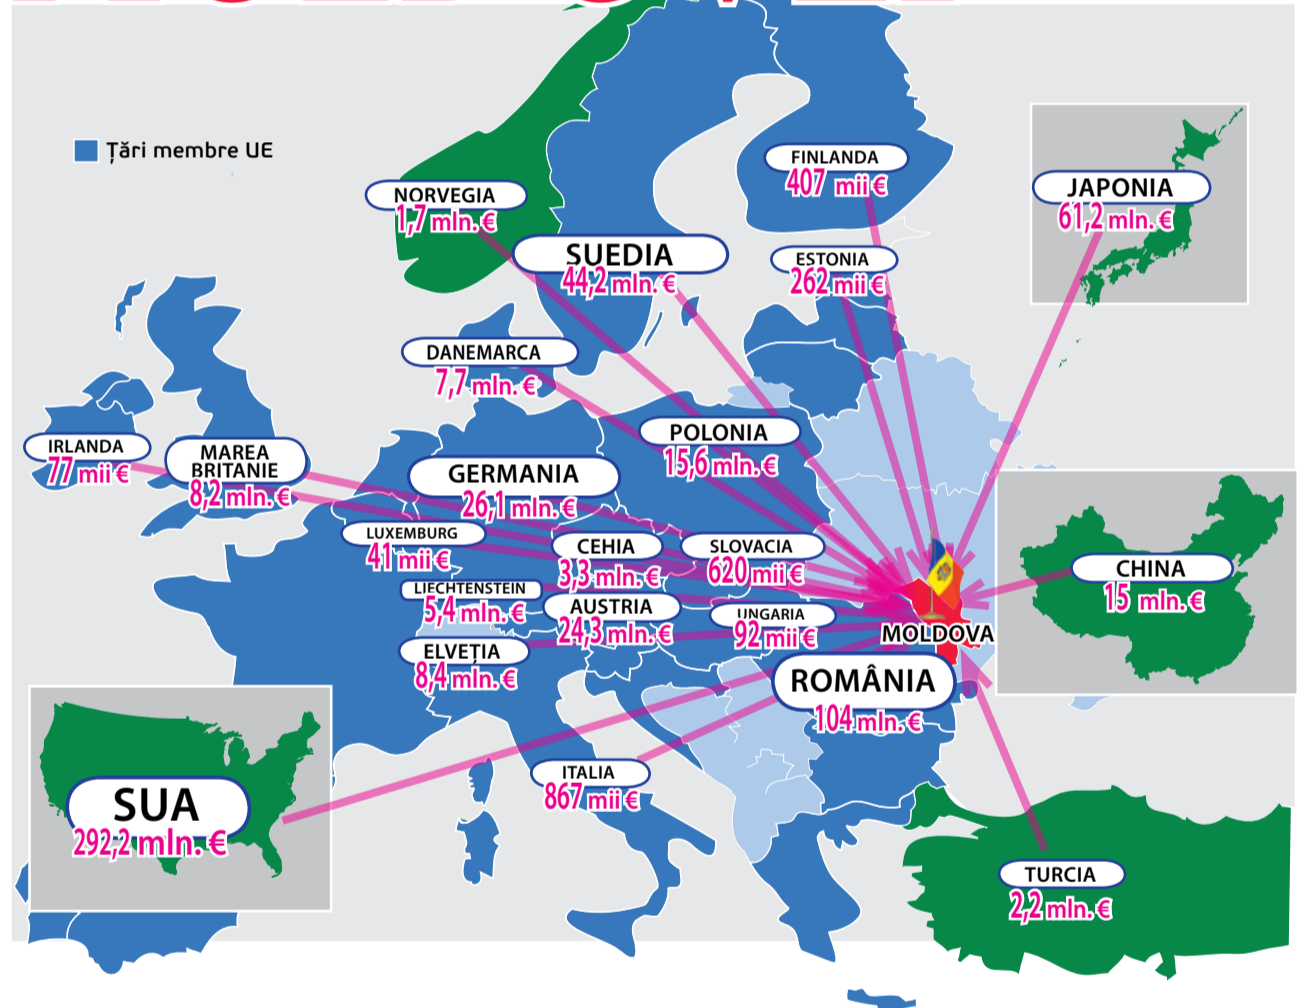 Țări membre UE
FINLANDA
407 mii €
NORVEGIA
1,7 mln. €
JAPONIA
61,2 mln. €
SUEDIA
44,2 mln. €
ESTONIA
262 mii €
DANEMARCA
7,7 mln. €
POLONIA
15,6 mln. €
IRLANDA
77 mii €
MAREA
BRITANIE
8,2 mln. €
GERMANIA
26,1 mln. €
LUXEMBURG
41 mii €
CEHIA
3,3 mln. €
SLOVACIA
620 mii €
CHINA
15 mln. €
LIECHTENSTEIN
5,4 mln. €
AUSTRIA
24,3 mln. €
UNGARIA
92 mii €
MOLDOVA
ELVEȚIA
8,4 mln. €
ROMÂNIA
104 mln. €
ITALIA
867 mii €
SUA
292,2 mln. €
TURCIA
2,2 mln. €